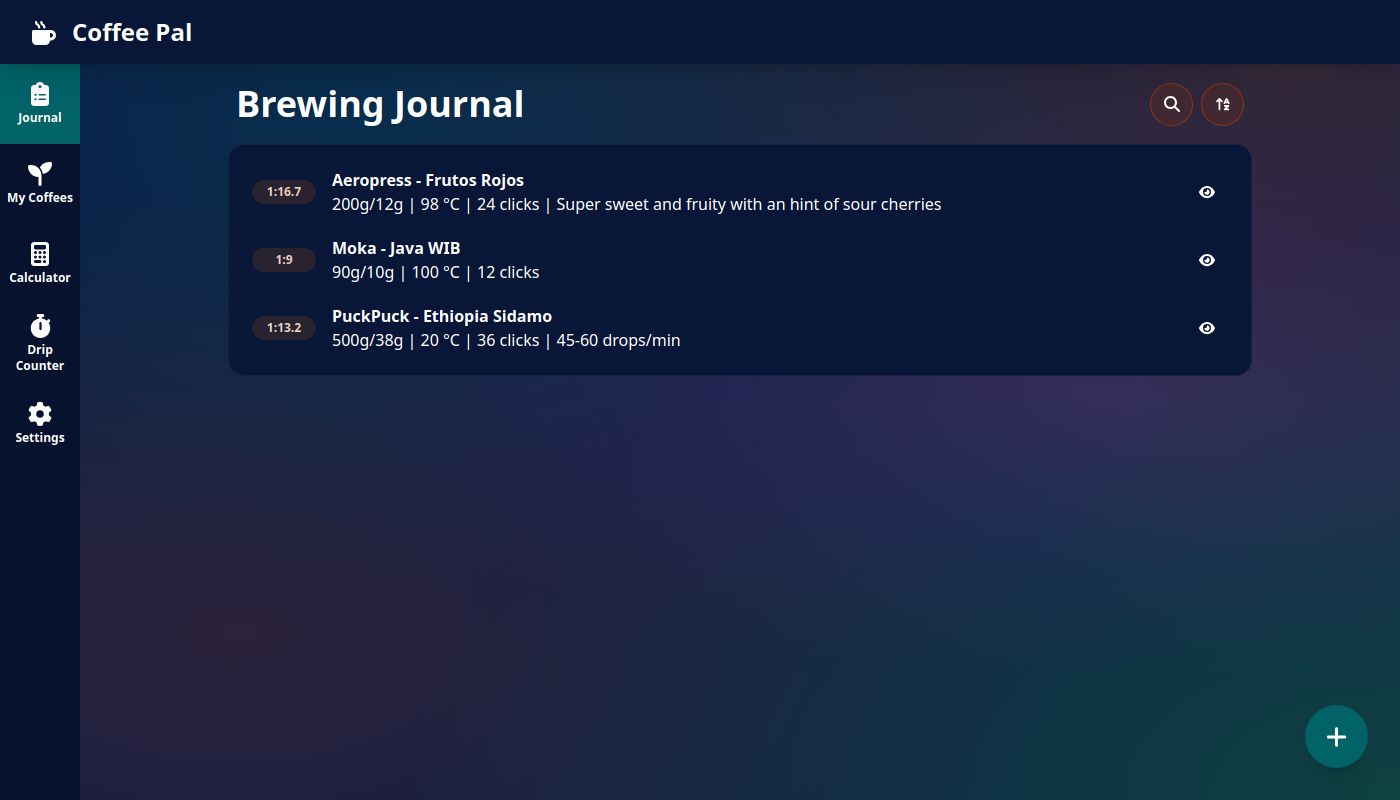 Coffee Pal
Journal
My Coffees
Calculator
Drip
Counter
Settings
Brewing Journal
1:16.7
Aeropress - Frutos Rojos
200g/12g | 98 °C | 24 clicks | Super sweet and fruity with an hint of sour cherries
1:9
Moka - Java WIB
90g/10g | 100 °C | 12 clicks
1:13.2
PuckPuck - Ethiopia Sidamo
500g/38g | 20 °C | 36 clicks | 45-60 drops/min